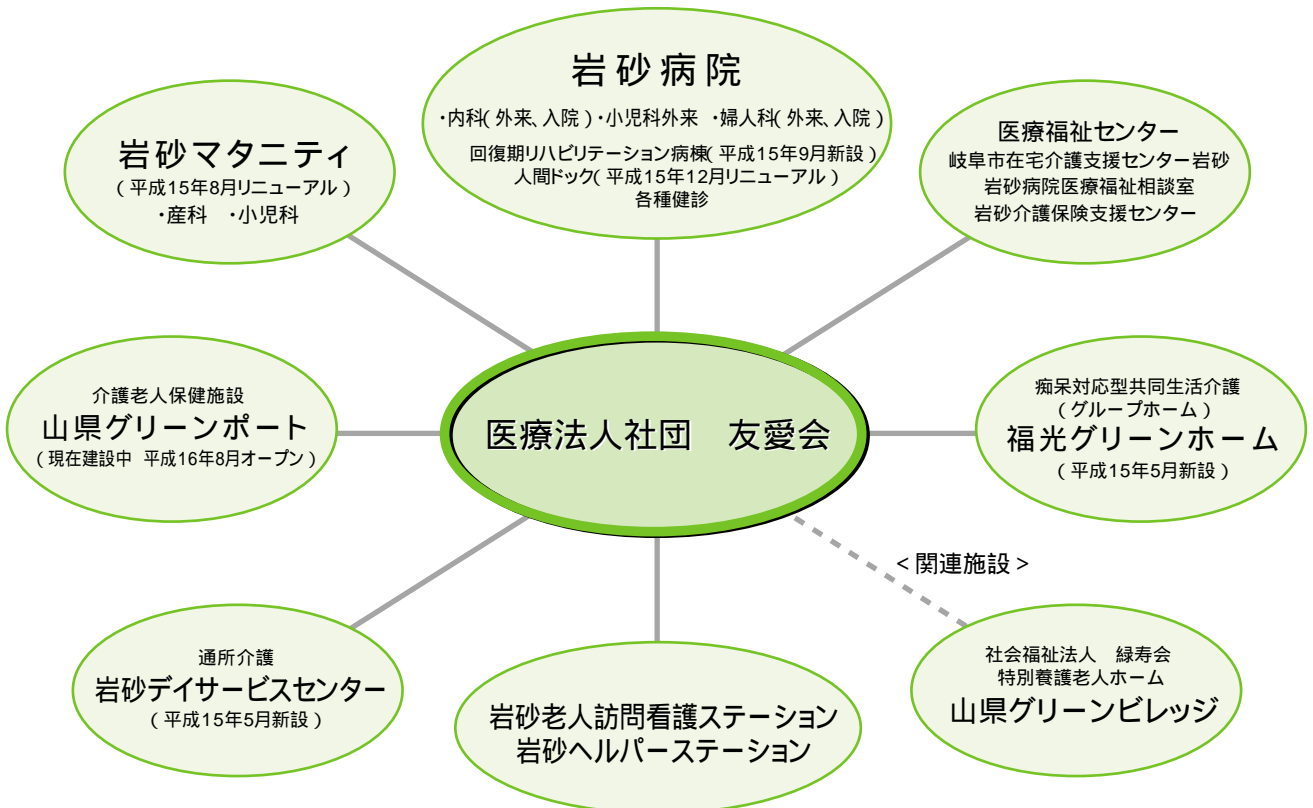 岩砂病院
・内科(外来、入院)・小児科外来 ・婦人科(外来、入院)
回復期リハビリテーション病棟(平成15年9月新設)
人間ドック(平成15年12月リニューアル)
各種健診
岩砂マタニティ
(平成15年8月リニューアル)
・産科 ・小児科
医療福祉センター
岐阜市在宅介護支援センター岩砂
岩砂病院医療福祉相談室
岩砂介護保険支援センター
介護老人保健施設
山県グリーンポート
(現在建設中 平成16年8月オープン)
医療法人社団 友愛会
痴呆対応型共同生活介護
(グループホーム)
福光グリーンホーム
(平成15年5月新設)
<関連施設>
通所介護
岩砂デイサービスセンター
(平成15年5月新設)
岩砂老人訪問看護ステーション
岩砂ヘルパーステーション
社会福祉法人 緑寿会
特別養護老人ホーム
山県グリーンビレッジ